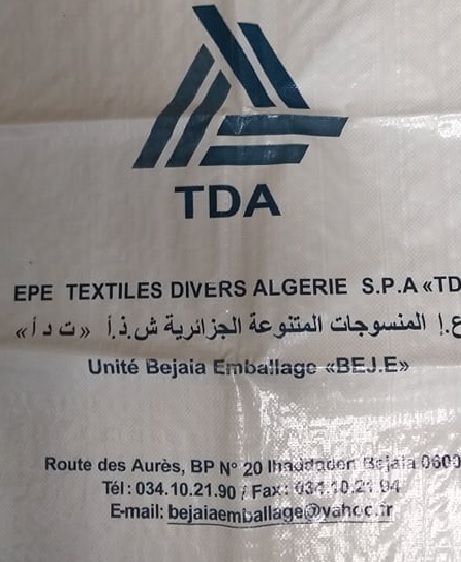 TDA
EPE TEXTILES DIVERS ALGERIE S.P.A «TD
ع.إ المنسوجات المتنوعة الجزائرية ش.ذ.أ «ت د أ»
Unité Bejaia Emballage «BEJ.E»
Route des Aurès, BP N° 20 Ihaddaden Bejaia 0600
Tél: 034.10.21.90 / Fax: 034.10.21.94
E-mail: bejaiaemballage@yahoo.fr